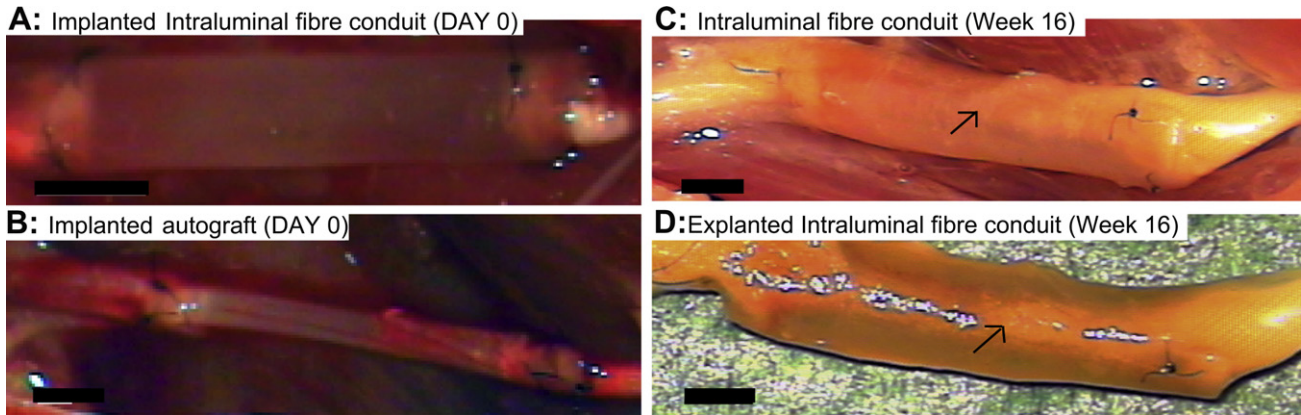 A: Implanted Intraluminal fibre conduit (DAY 0)
B: Implanted autograft (DAY 0)
C: Intraluminal fibre conduit (Week 16)
D:Explanted Intraluminal fibre conduit (Week 16)